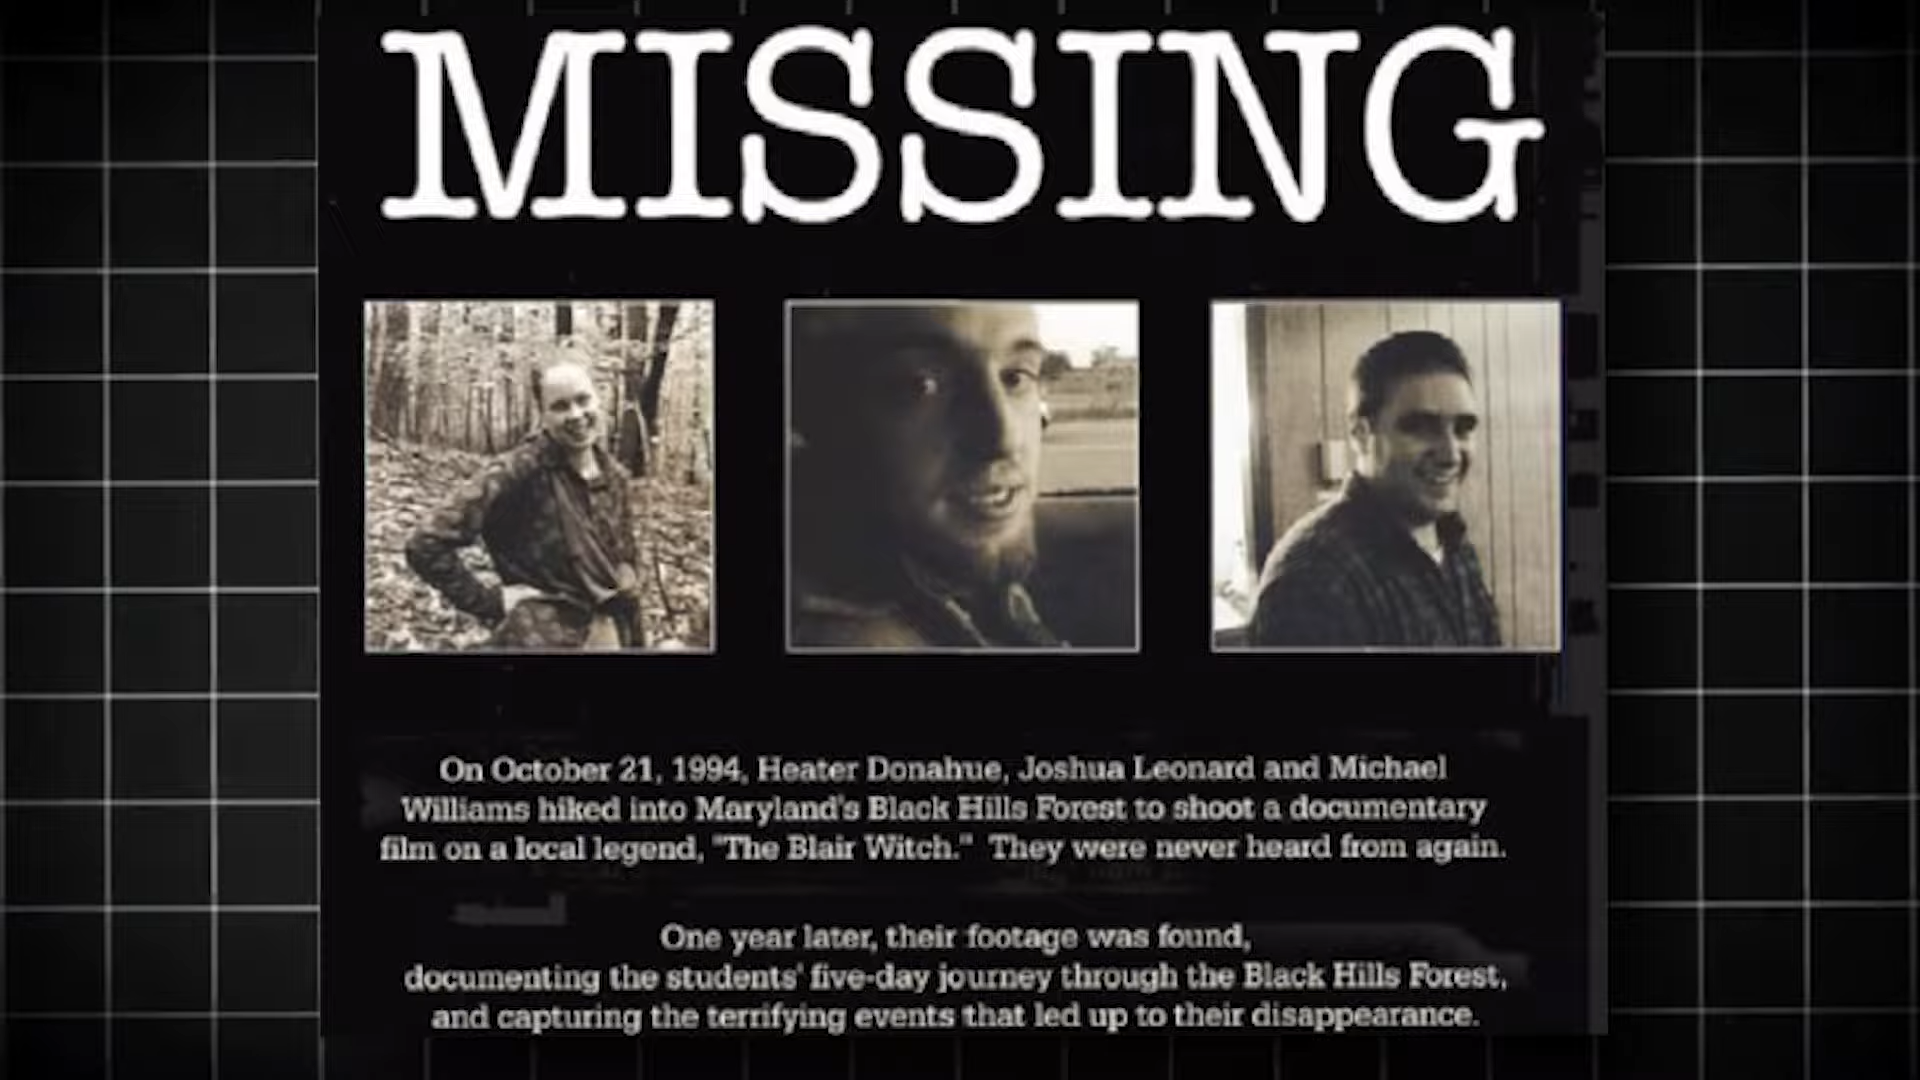 MISSING
On October 21, 1994, Heater Donahue, Joshua Leonard and Michael
Williams hiked into Maryland's Black Hills Forest to shoot a documentary
film on a local legend, "The Blair Witch." They were never heard from again.
One year later, their footage was found,
documenting the students' five-day journey through the Black Hills Forest,
and capturing the terrifying events that led up to their disappearance.